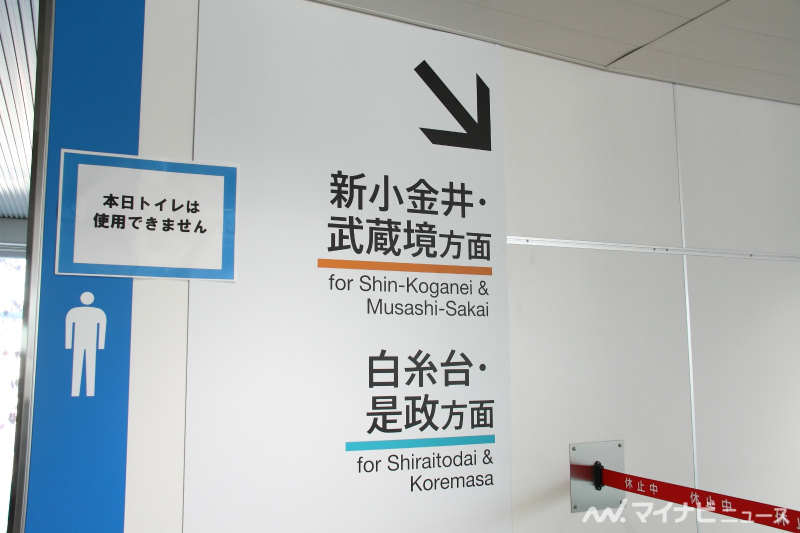 本日トイレは
使用できません
新小金井・
武蔵境方面
for Shin-Koganei &
Musashi-Sakai
白糸台・
是政方面
for Shiraitodai &
Koremasa
休止中 休止中
マイナビニュース